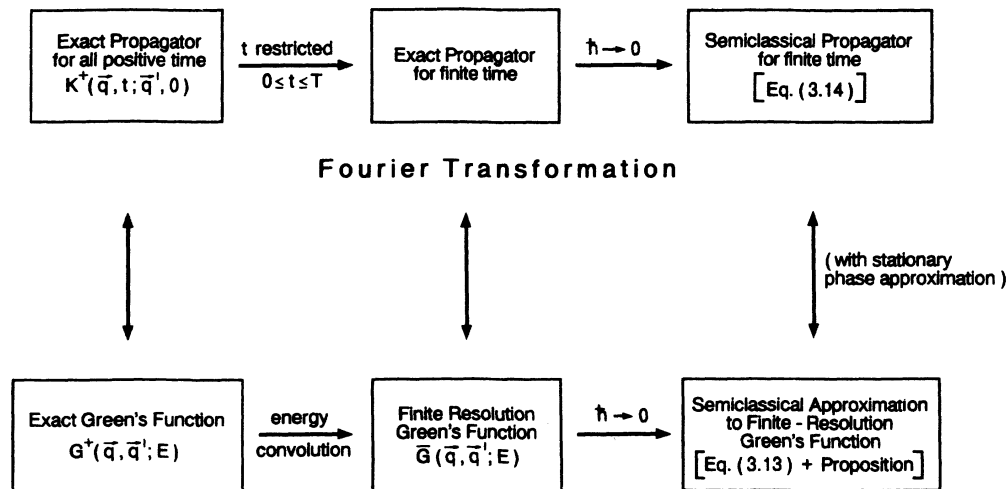 Exact Propagator
for all positive time
K⁺(q⃗, t; q⃗', 0)
t restricted
0 ≤ t ≤ T
Exact Propagator
for finite time
ħ → 0
Semiclassical Propagator
for finite time
[Eq. (3.14)]
Fourier Transformation
(with stationary
phase approximation)
Exact Green's Function
G⁺(q⃗, q⃗'; E)
energy
convolution
Finite Resolution
Green's Function
G̅(q⃗, q⃗'; E)
ħ → 0
Semiclassical Approximation
to Finite - Resolution
Green's Function
[Eq. (3.13) + Proposition]